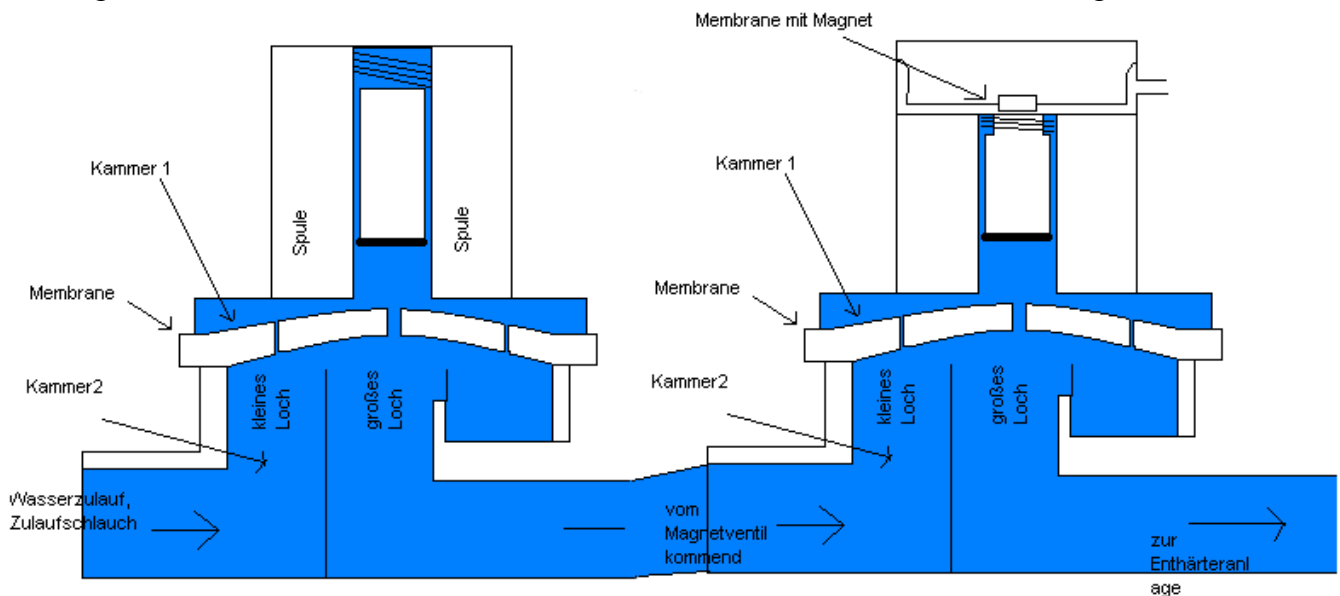 Membrane mit Magnet
Kammer 1
Spule
Spule
Membrane
Kammer2
kleines
Loch
großes
Loch
Wasserzulauf,
Zulaufschlauch
Kammer 1
Membrane
Kammer2
kleines
Loch
großes
Loch
vom
Magnetventil
kommend
zur
Enthärteranl
age